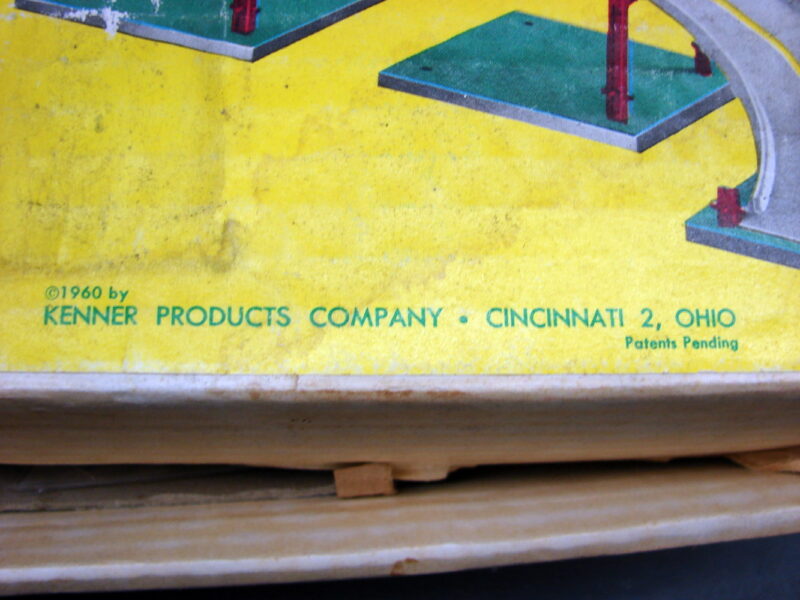 ©1960 by
KENNER PRODUCTS COMPANY • CINCINNATI 2, OHIO
Patents Pending